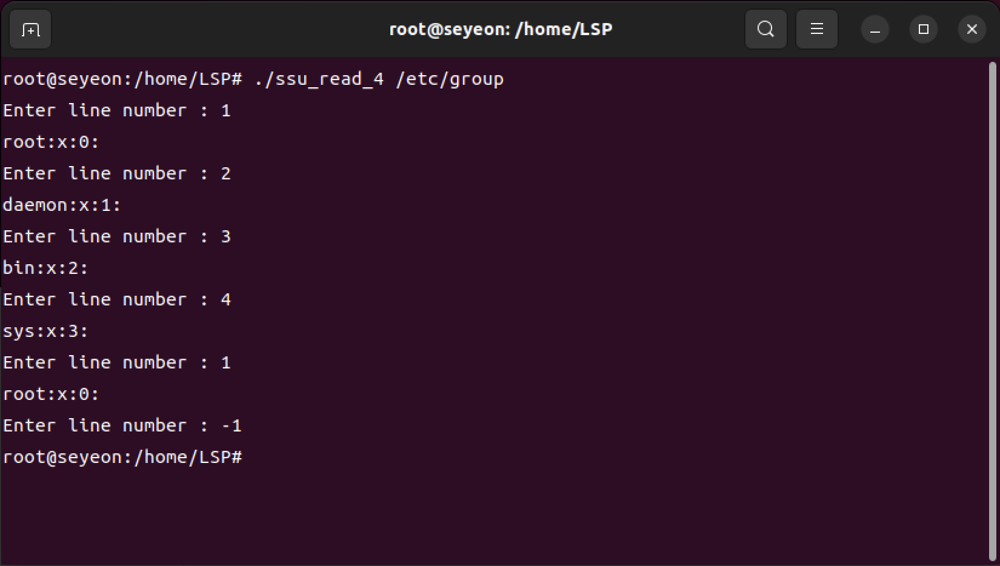 root@seyeon: /home/LSP
root@seyeon:/home/LSP# ./ssu_read_4 /etc/group
Enter line number : 1
root:x:0:
Enter line number : 2
daemon:x:1:
Enter line number : 3
bin:x:2:
Enter line number : 4
sys:x:3:
Enter line number : 1
root:x:0:
Enter line number : -1
root@seyeon:/home/LSP#